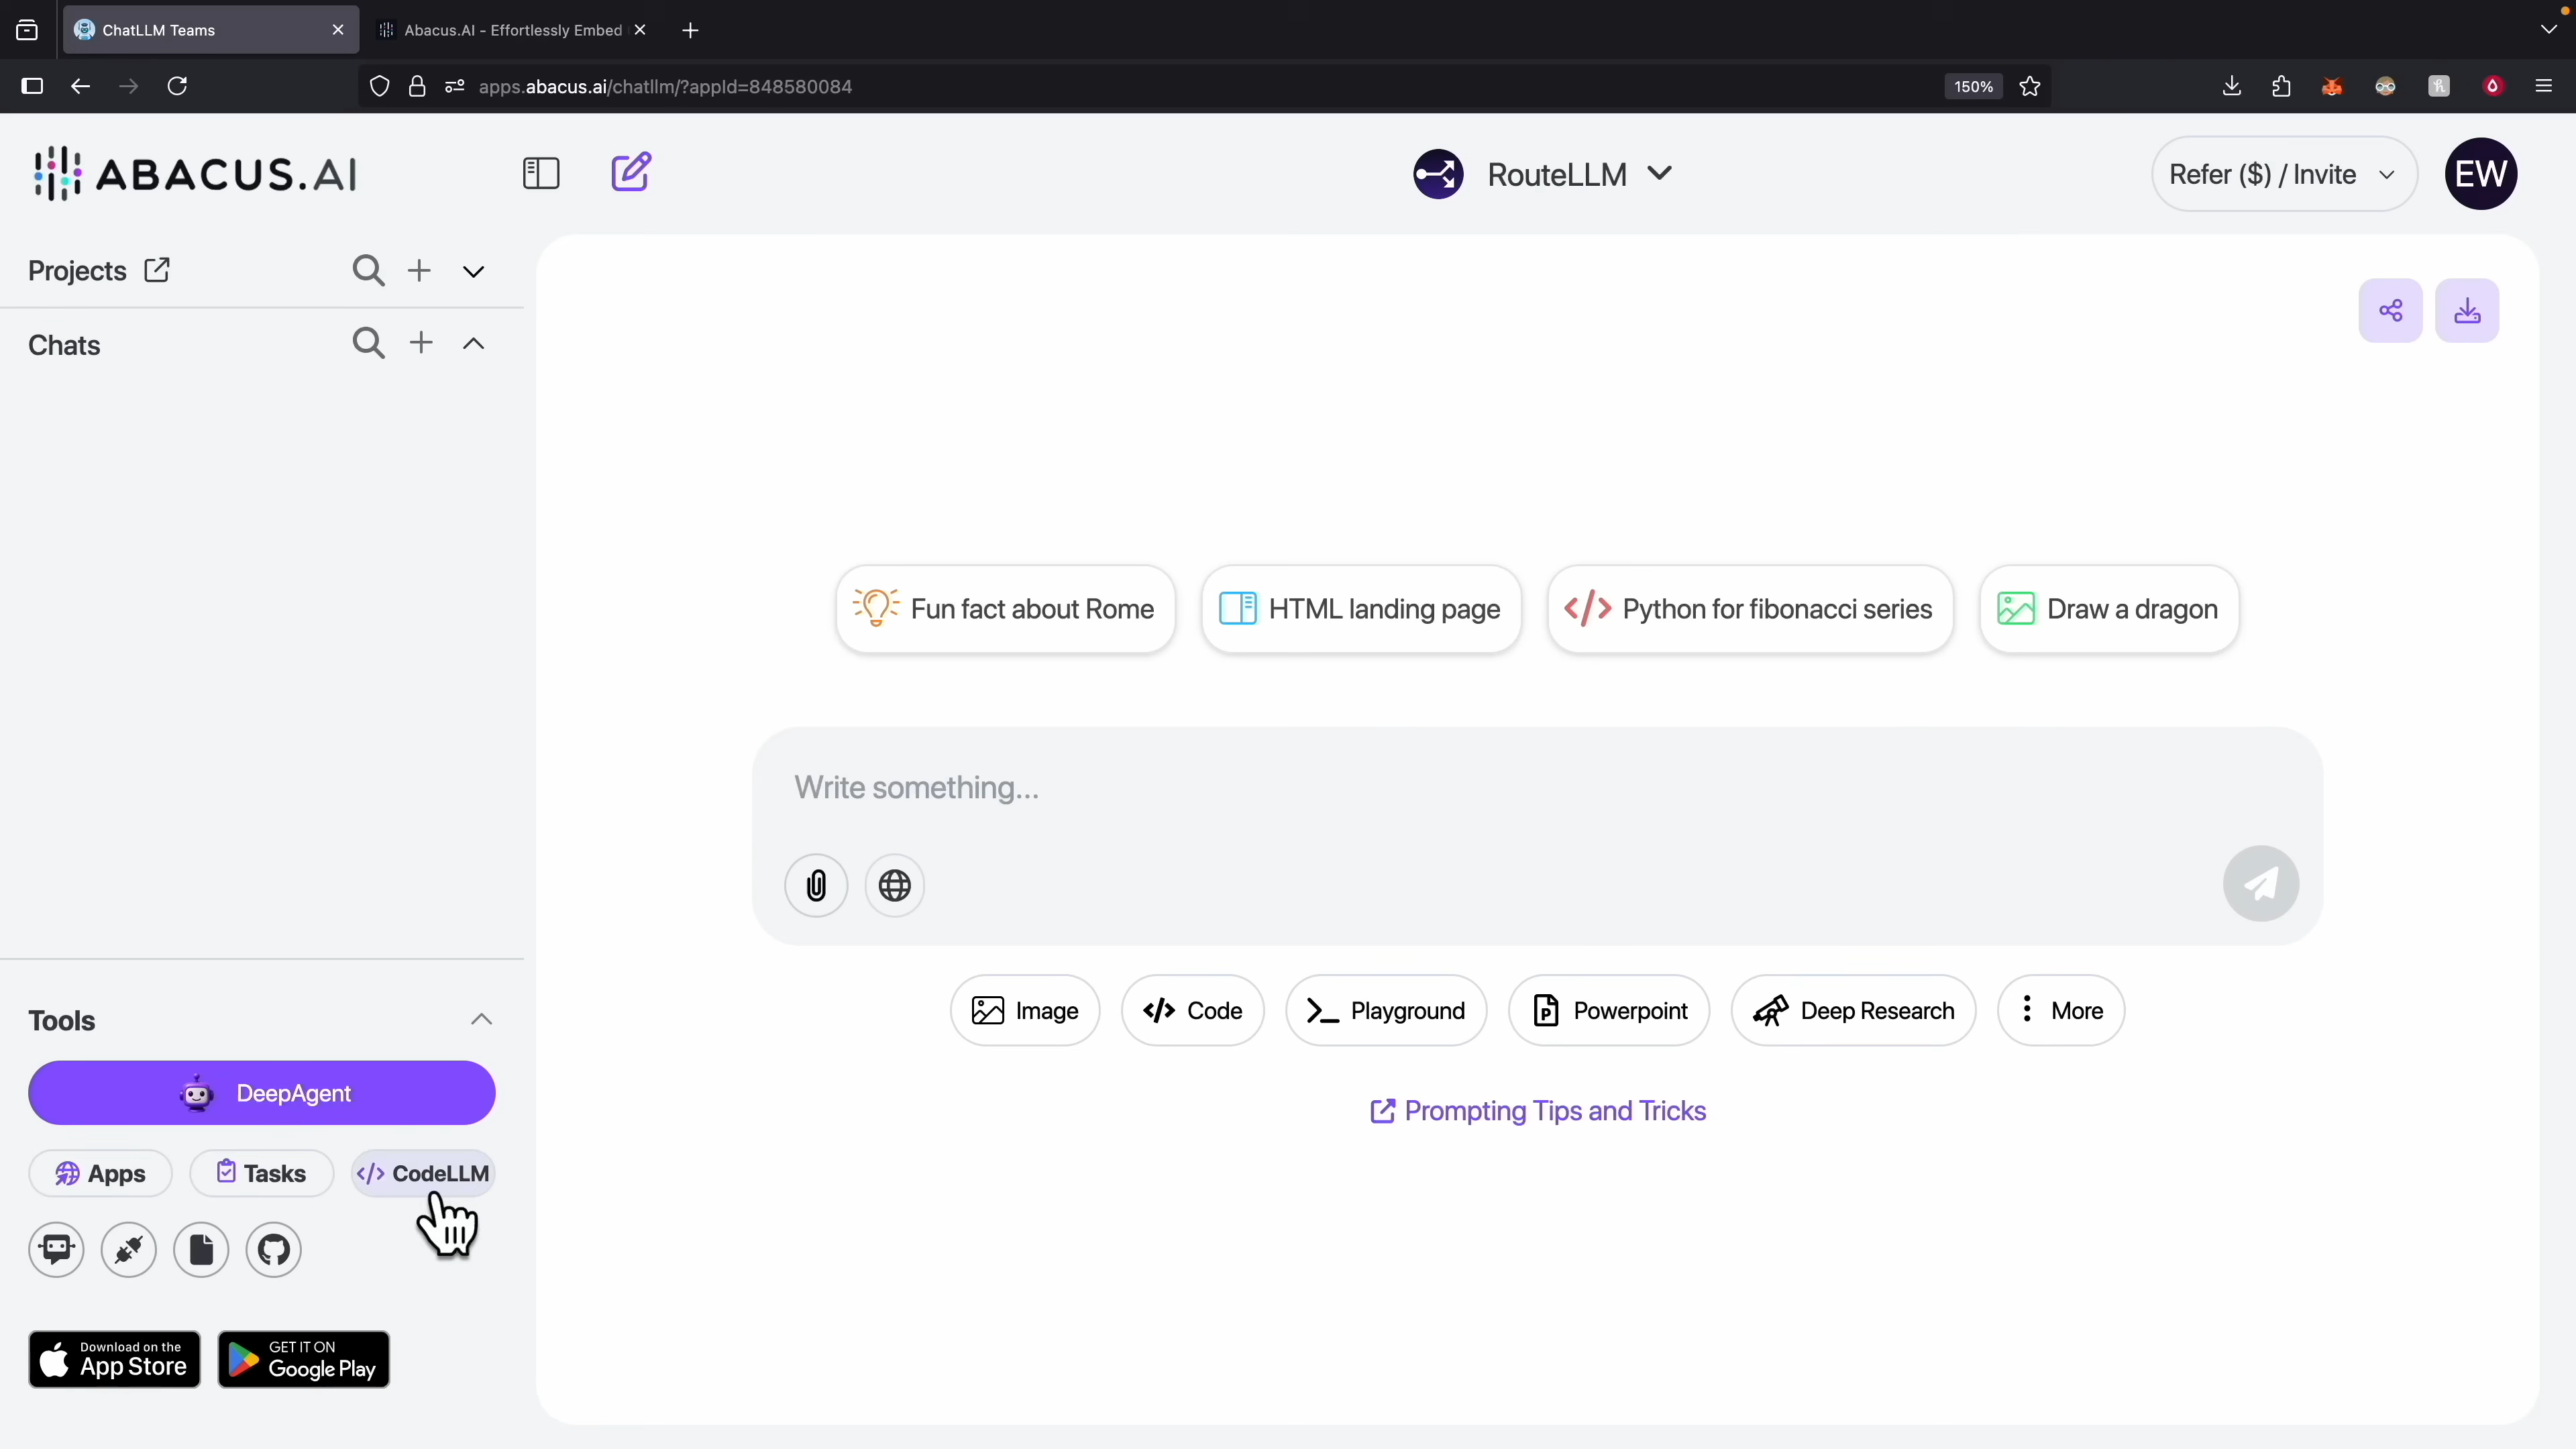 ChatLLM Teams
Abacus.AI - Effortlessly Embed
apps.abacus.ai/chatllm/?appId=848580084
150%
ABACUS.AI
RouteLLM
Refer ($) / Invite
EW
Projects
Chats
Fun fact about Rome
HTML landing page
Python for fibonacci series
Draw a dragon
Write something...
Image
Code
Playground
Powerpoint
Deep Research
More
Prompting Tips and Tricks
Tools
DeepAgent
Apps
Tasks
CodeLLM
Download on the
App Store
GET IT ON
Google Play